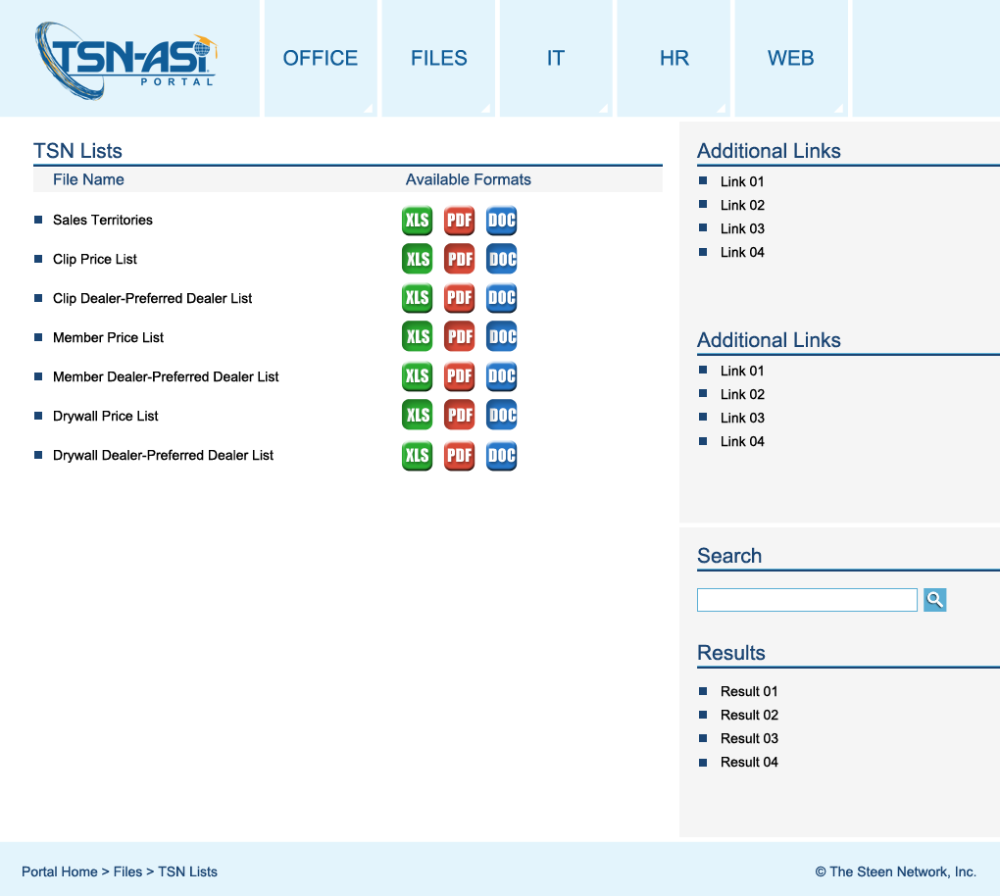 TSN-ASi
PORTAL
OFFICE
FILES
IT
HR
WEB
TSN Lists
File Name Available Formats
Sales Territories XLS PDF DOC
Clip Price List XLS PDF DOC
Clip Dealer-Preferred Dealer List XLS PDF DOC
Member Price List XLS PDF DOC
Member Dealer-Preferred Dealer List XLS PDF DOC
Drywall Price List XLS PDF DOC
Drywall Dealer-Preferred Dealer List XLS PDF DOC
Additional Links
Link 01
Link 02
Link 03
Link 04
Additional Links
Link 01
Link 02
Link 03
Link 04
Search
Results
Result 01
Result 02
Result 03
Result 04
Portal Home > Files > TSN Lists
© The Steen Network, Inc.